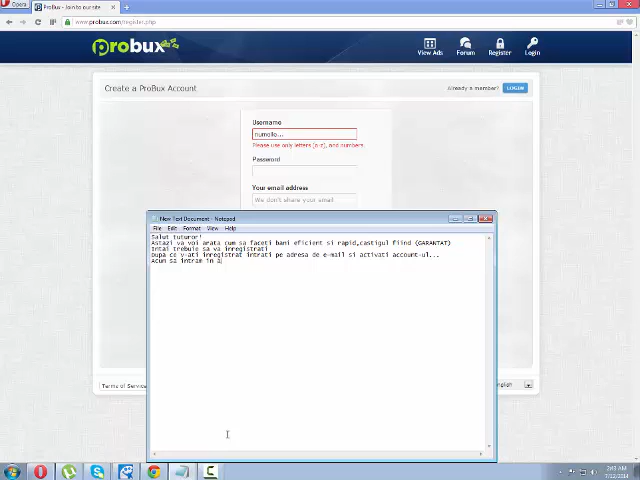 Opera
ProBux - Join to our site
www.probux.com/register.php
probux
View Ads
Forum
Register
Login
Create a ProBux Account
Already a member?
LOGIN
Username
numele...
Please use only letters (a-z), and numbers.
Password
Your email address
We don't share your email
New Text Document - Notepad
File Edit Format View Help
Salut tuturor!
Astazi va voi arata cum sa faceti bani eficient si rapid,castigul fiind (GARANTAT)
Intai trebuie sa va inregistrati
Dupa ce v-ati inregistrat intrati pe adresa de e-mail si activati account-ul...
Acum sa intram in a
Terms of Service
English
2:03 AM
7/12/2014